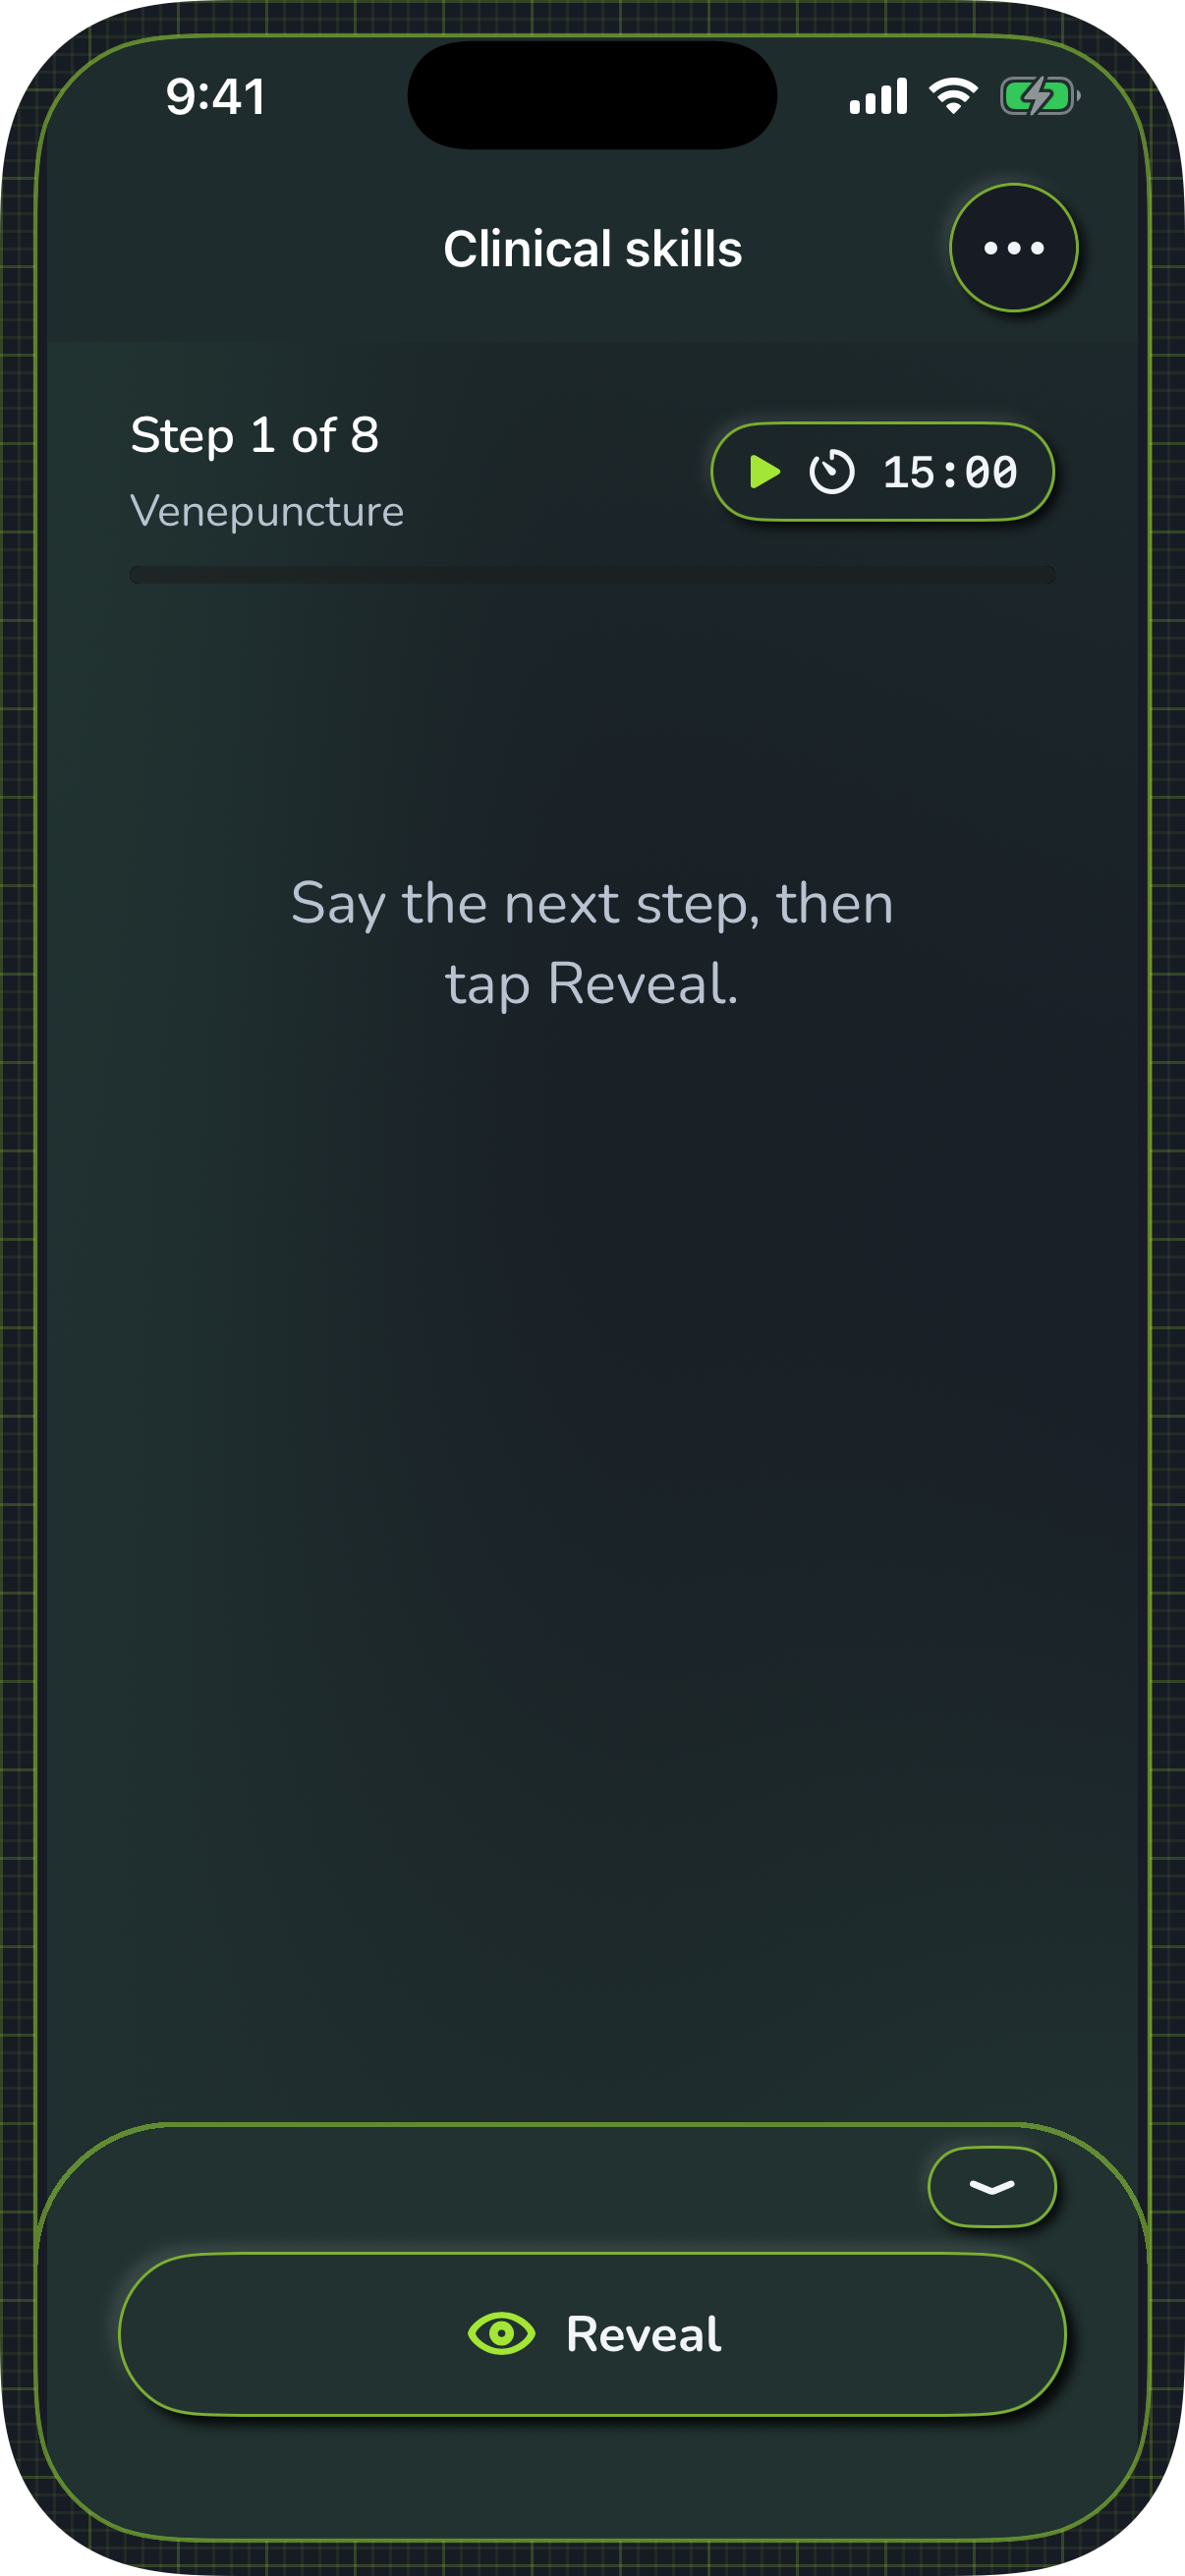 9:41
Clinical skills
Step 1 of 8
Venepuncture
15:00
Say the next step, then
tap Reveal.
Reveal